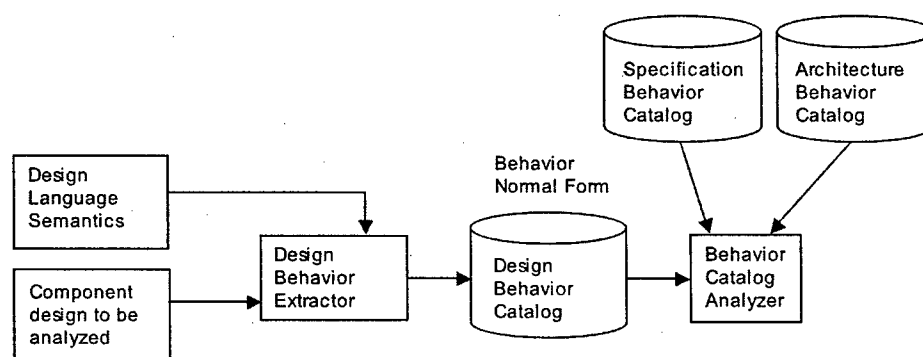 Specification
Behavior
Catalog
Architecture
Behavior
Catalog
Behavior
Normal Form
Design
Language
Semantics
Design
Behavior
Extractor
Design
Behavior
Catalog
Behavior
Catalog
Analyzer
Component
design to be
analyzed